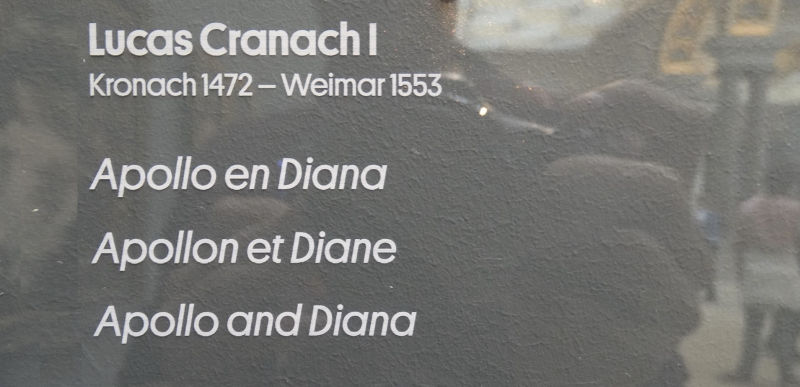 Lucas Cranach I
Kronach 1472 – Weimar 1553
Apollo en Diana
Apollon et Diane
Apollo and Diana